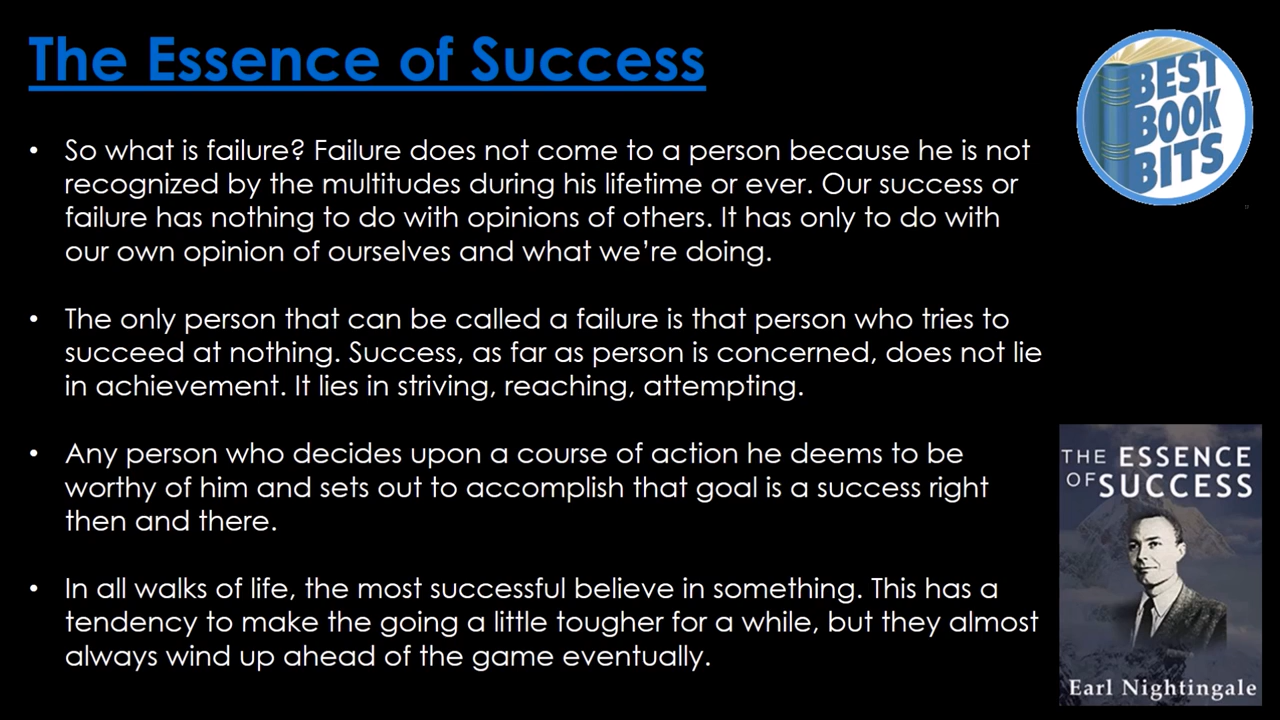 The Essence of Success
BEST
BOOK
BITS
• So what is failure? Failure does not come to a person because he is not
recognized by the multitudes during his lifetime or ever. Our success or
failure has nothing to do with opinions of others. It has only to do with
our own opinion of ourselves and what we’re doing.
• The only person that can be called a failure is that person who tries to
succeed at nothing. Success, as far as person is concerned, does not lie
in achievement. It lies in striving, reaching, attempting.
• Any person who decides upon a course of action he deems to be
worthy of him and sets out to accomplish that goal is a success right
then and there.
• In all walks of life, the most successful believe in something. This has a
tendency to make the going a little tougher for a while, but they almost
always wind up ahead of the game eventually.
THE ESSENCE
OF SUCCESS
Earl Nightingale